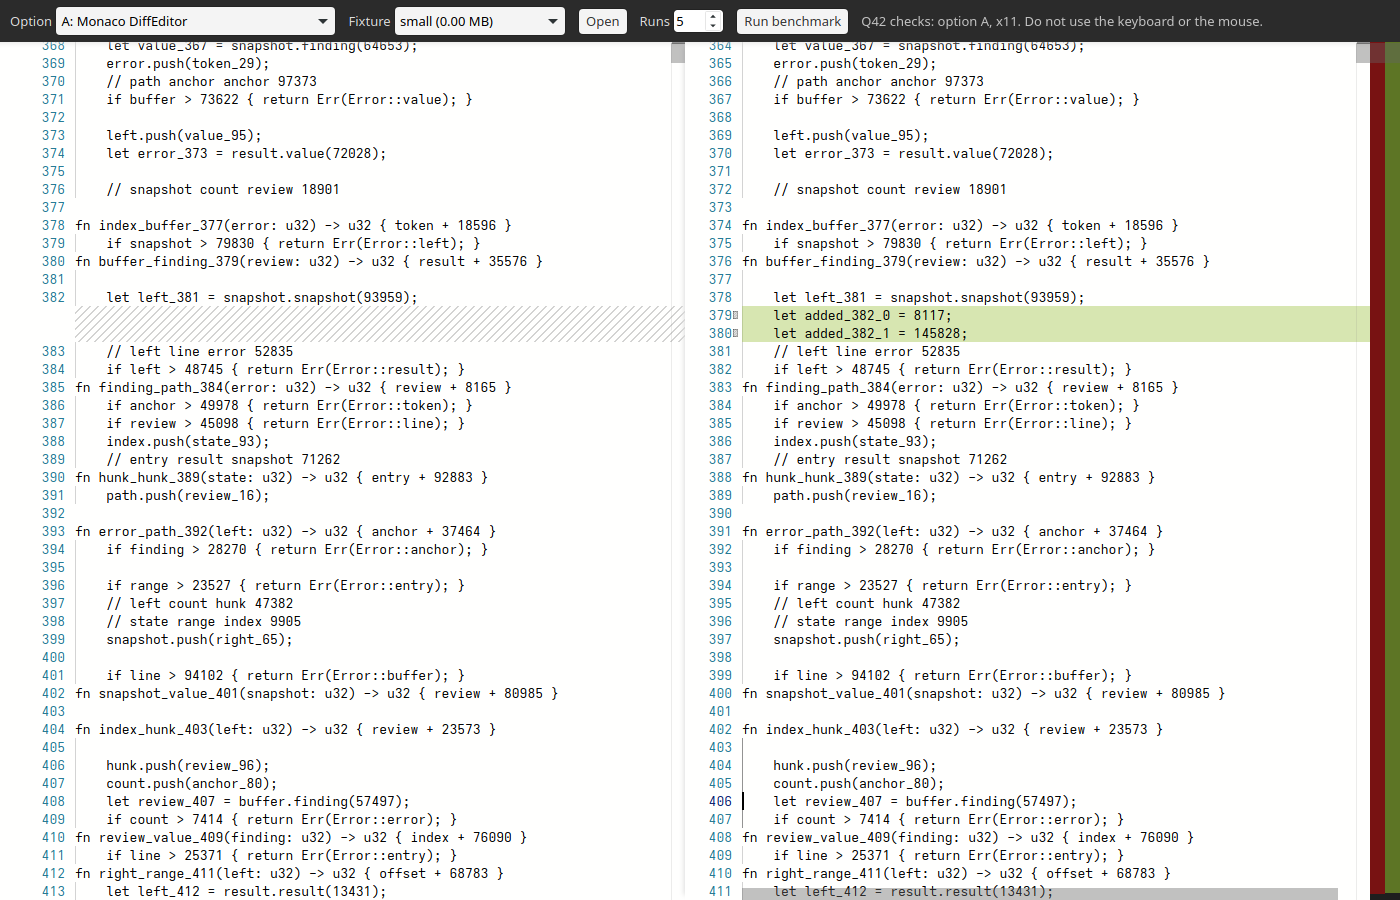 Option A: Monaco DiffEditor Fixture small (0.00 MB) Open Runs 5 Run benchmark Q42 checks: option A, x11. Do not use the keyboard or the mouse.
368     let value_367 = snapshot.finding(64653);
369     error.push(token_29);
370     // path anchor anchor 97373
371     if buffer > 73622 { return Err(Error::value); }
372
373     left.push(value_95);
374     let error_373 = result.value(72028);
375
376     // snapshot count review 18901
377
378 fn index_buffer_377(error: u32) -> u32 { token + 18596 }
379     if snapshot > 79830 { return Err(Error::left); }
380 fn buffer_finding_379(review: u32) -> u32 { result + 35576 }
381
382     let left_381 = snapshot.snapshot(93959);
383     // left line error 52835
384     if left > 48745 { return Err(Error::result); }
385 fn finding_path_384(error: u32) -> u32 { review + 8165 }
386     if anchor > 49978 { return Err(Error::token); }
387     if review > 45098 { return Err(Error::line); }
388     index.push(state_93);
389     // entry result snapshot 71262
390 fn hunk_hunk_389(state: u32) -> u32 { entry + 92883 }
391     path.push(review_16);
392
393 fn error_path_392(left: u32) -> u32 { anchor + 37464 }
394     if finding > 28270 { return Err(Error::anchor); }
395
396     if range > 23527 { return Err(Error::entry); }
397     // left count hunk 47382
398     // state range index 9905
399     snapshot.push(right_65);
400
401     if line > 94102 { return Err(Error::buffer); }
402 fn snapshot_value_401(snapshot: u32) -> u32 { review + 80985 }
403
404 fn index_hunk_403(left: u32) -> u32 { review + 23573 }
405
406     hunk.push(review_96);
407     count.push(anchor_80);
408     let review_407 = buffer.finding(57497);
409     if count > 7414 { return Err(Error::error); }
410 fn review_value_409(finding: u32) -> u32 { index + 76090 }
411     if line > 25371 { return Err(Error::entry); }
412 fn right_range_411(left: u32) -> u32 { offset + 68783 }
413     let left_412 = result.result(13431);
364     let value_367 = snapshot.finding(64653);
365     error.push(token_29);
366     // path anchor anchor 97373
367     if buffer > 73622 { return Err(Error::value); }
368
369     left.push(value_95);
370     let error_373 = result.value(72028);
371
372     // snapshot count review 18901
373
374 fn index_buffer_377(error: u32) -> u32 { token + 18596 }
375     if snapshot > 79830 { return Err(Error::left); }
376 fn buffer_finding_379(review: u32) -> u32 { result + 35576 }
377
378     let left_381 = snapshot.snapshot(93959);
379     let added_382_0 = 8117;
380     let added_382_1 = 145828;
381     // left line error 52835
382     if left > 48745 { return Err(Error::result); }
383 fn finding_path_384(error: u32) -> u32 { review + 8165 }
384     if anchor > 49978 { return Err(Error::token); }
385     if review > 45098 { return Err(Error::line); }
386     index.push(state_93);
387     // entry result snapshot 71262
388 fn hunk_hunk_389(state: u32) -> u32 { entry + 92883 }
389     path.push(review_16);
390
391 fn error_path_392(left: u32) -> u32 { anchor + 37464 }
392     if finding > 28270 { return Err(Error::anchor); }
393
394     if range > 23527 { return Err(Error::entry); }
395     // left count hunk 47382
396     // state range index 9905
397     snapshot.push(right_65);
398
399     if line > 94102 { return Err(Error::buffer); }
400 fn snapshot_value_401(snapshot: u32) -> u32 { review + 80985 }
401
402 fn index_hunk_403(left: u32) -> u32 { review + 23573 }
403
404     hunk.push(review_96);
405     count.push(anchor_80);
406     let review_407 = buffer.finding(57497);
407     if count > 7414 { return Err(Error::error); }
408 fn review_value_409(finding: u32) -> u32 { index + 76090 }
409     if line > 25371 { return Err(Error::entry); }
410 fn right_range_411(left: u32) -> u32 { offset + 68783 }
411     let left_412 = result.result(13431);